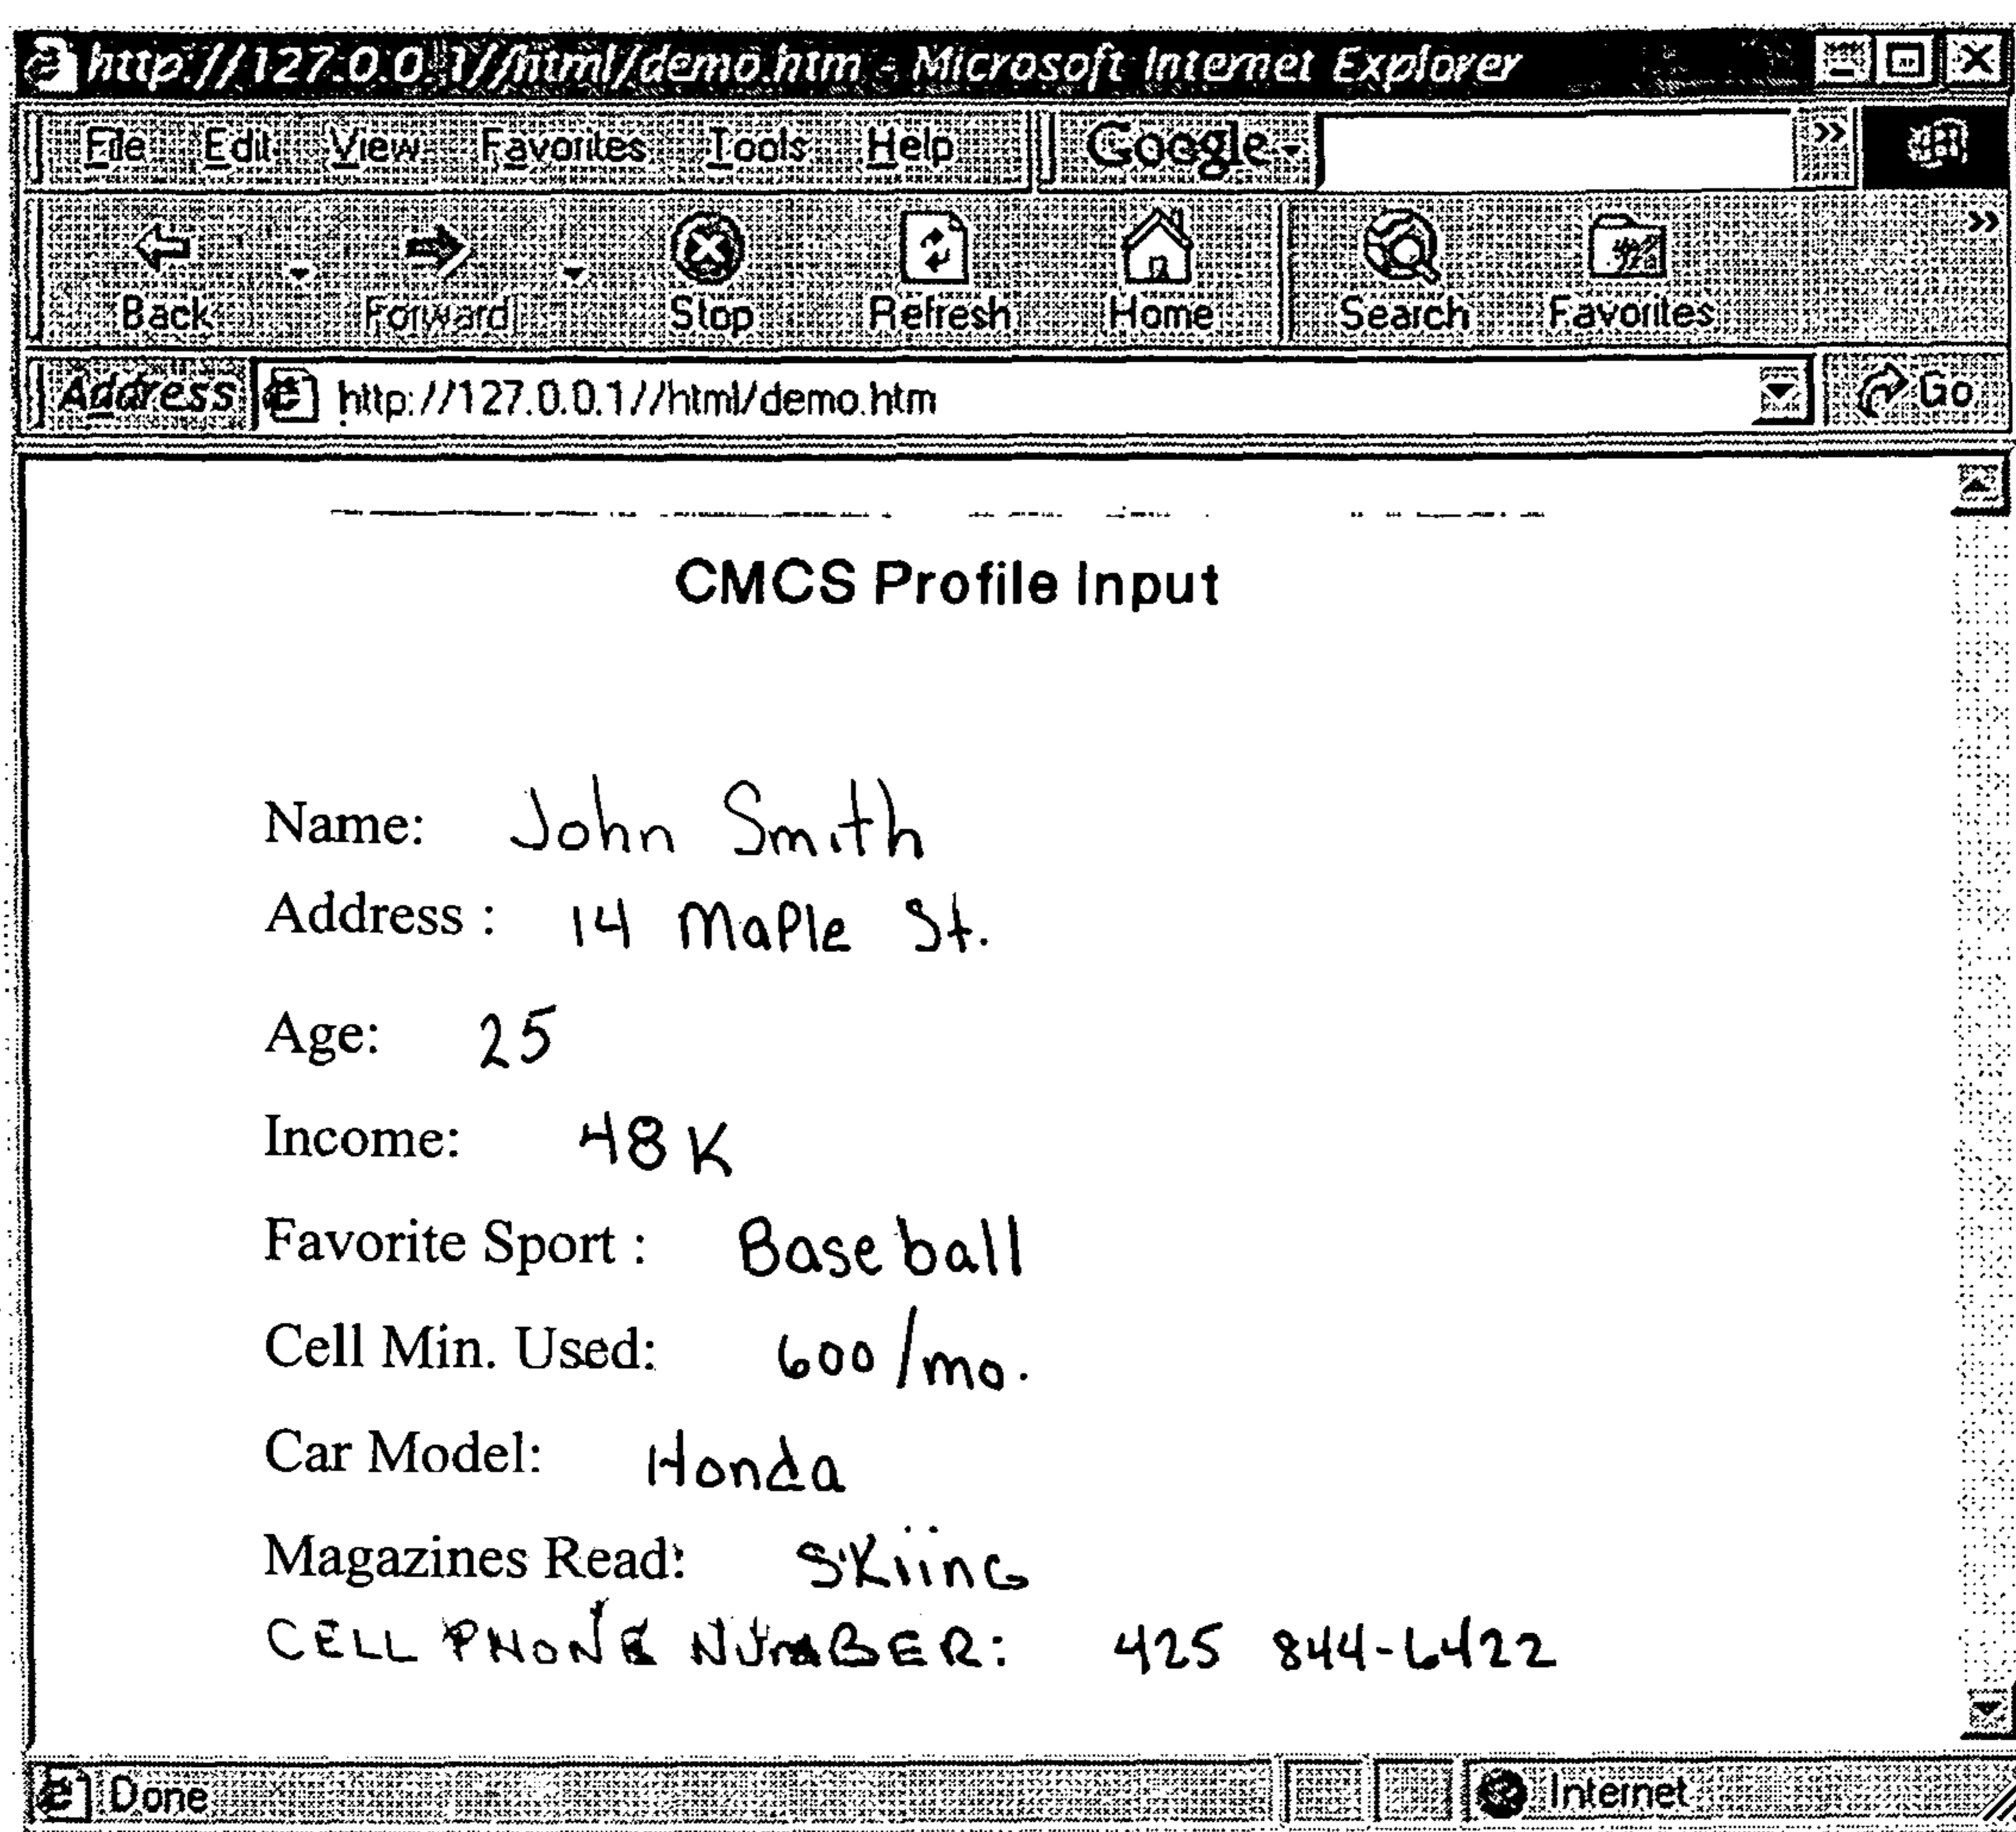 http://127.0.0.1//html/demo.htm - Microsoft Internet Explorer
File Edit View Favorites Tools Help Google »
Back Forward Stop Refresh Home Search Favorites »
Address http://127.0.0.1//html/demo.htm Go
CMCS Profile Input
Name: John Smith
Address : 14 Maple St.
Age: 25
Income: 48K
Favorite Sport : Baseball
Cell Min. Used: 600/mo.
Car Model: Honda
Magazines Read: SKiinG
CELL PHONE NUMBER: 425 844-6422
Done Internet